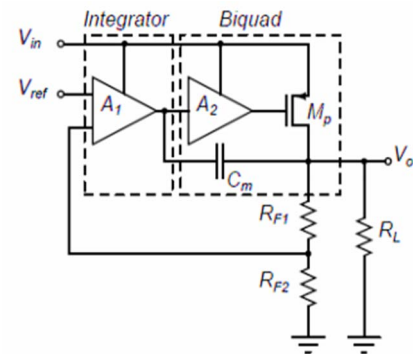 Integrator
Biquad
V_in
V_ref
A_1
A_2
M_p
C_m
V_o
R_F1
R_L
R_F2